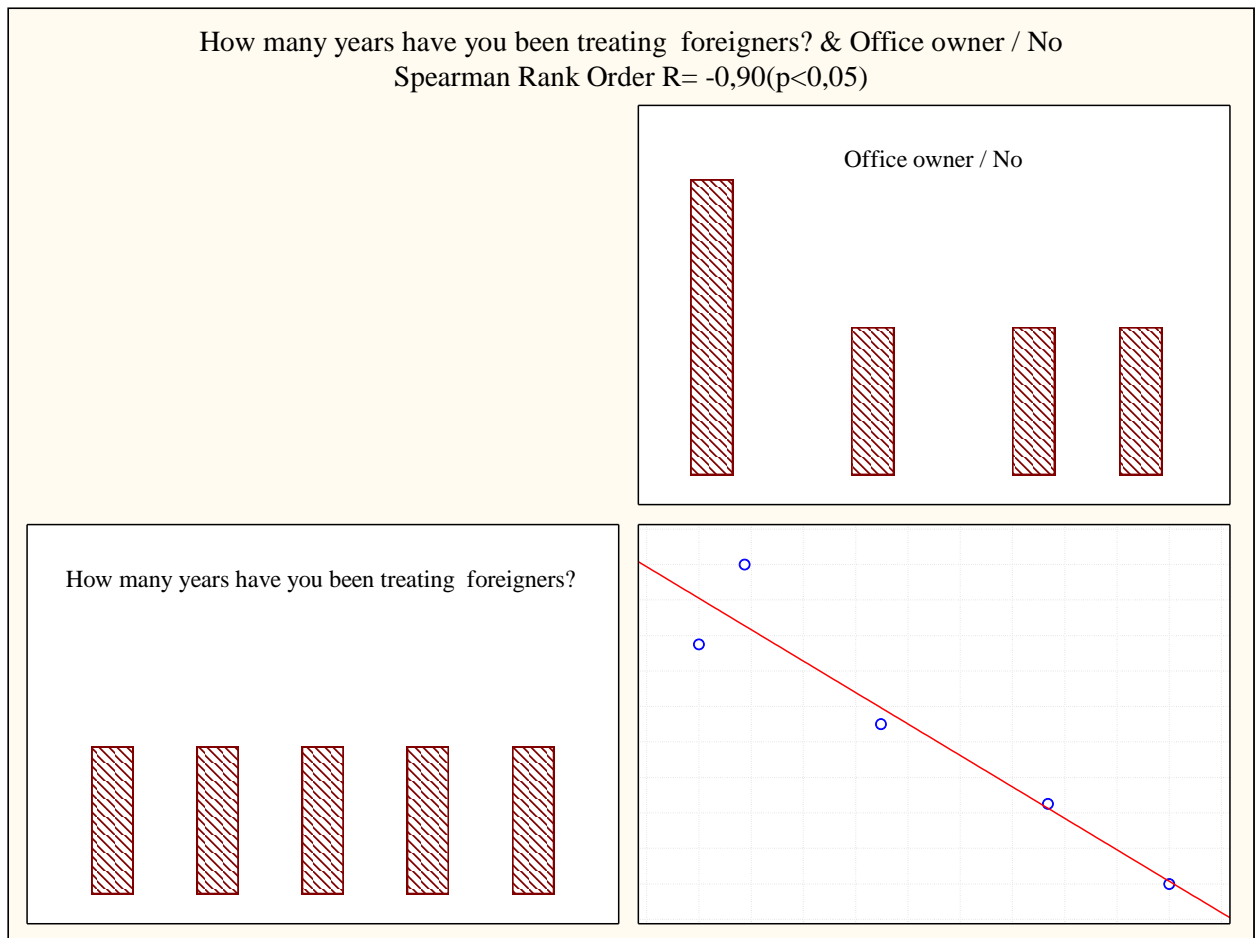 How many years have you been treating  foreigners? & Office owner / No
Spearman Rank Order R= -0,90(p<0,05)
Office owner / No
How many years have you been treating  foreigners?